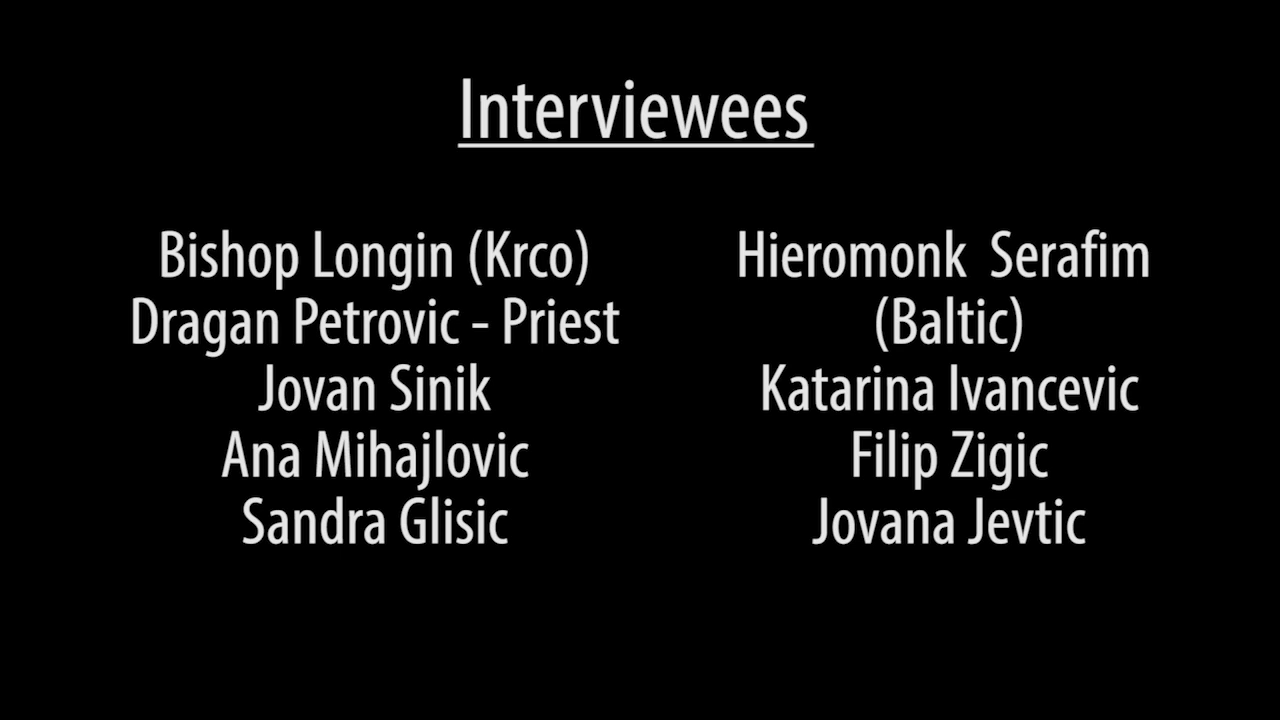 Interviewees
Bishop Longin (Krco)
Dragan Petrovic - Priest
Jovan Sinik
Ana Mihajlovic
Sandra Glisic
Hieromonk Serafim
(Baltic)
Katarina Ivancevic
Filip Zigic
Jovana Jevtic